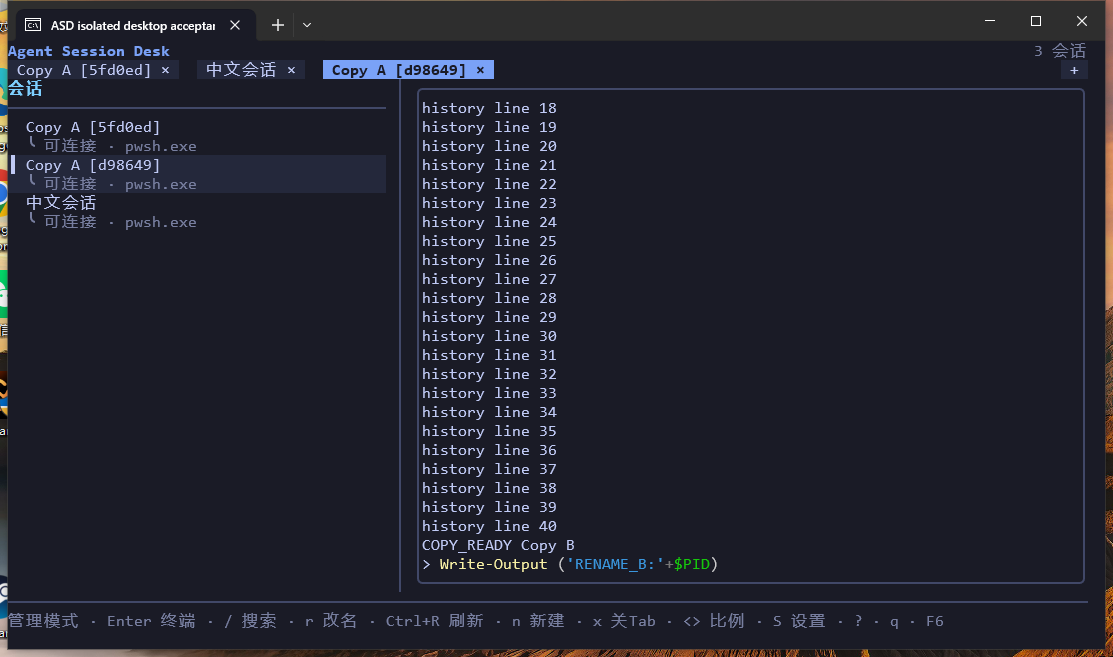 ASD isolated desktop acceptar
Agent Session Desk
3 会话
Copy A [5fd0ed] × 中文会话 × Copy A [d98649] × +
会话
Copy A [5fd0ed]
╰ 可连接 · pwsh.exe
Copy A [d98649]
╰ 可连接 · pwsh.exe
中文会话
╰ 可连接 · pwsh.exe
history line 18
history line 19
history line 20
history line 21
history line 22
history line 23
history line 24
history line 25
history line 26
history line 27
history line 28
history line 29
history line 30
history line 31
history line 32
history line 33
history line 34
history line 35
history line 36
history line 37
history line 38
history line 39
history line 40
COPY_READY Copy B
> Write-Output ('RENAME_B:'+$PID)
管理模式 · Enter 终端 · / 搜索 · r 改名 · Ctrl+R 刷新 · n 新建 · x 关Tab · <> 比例 · S 设置 · ? · q · F6